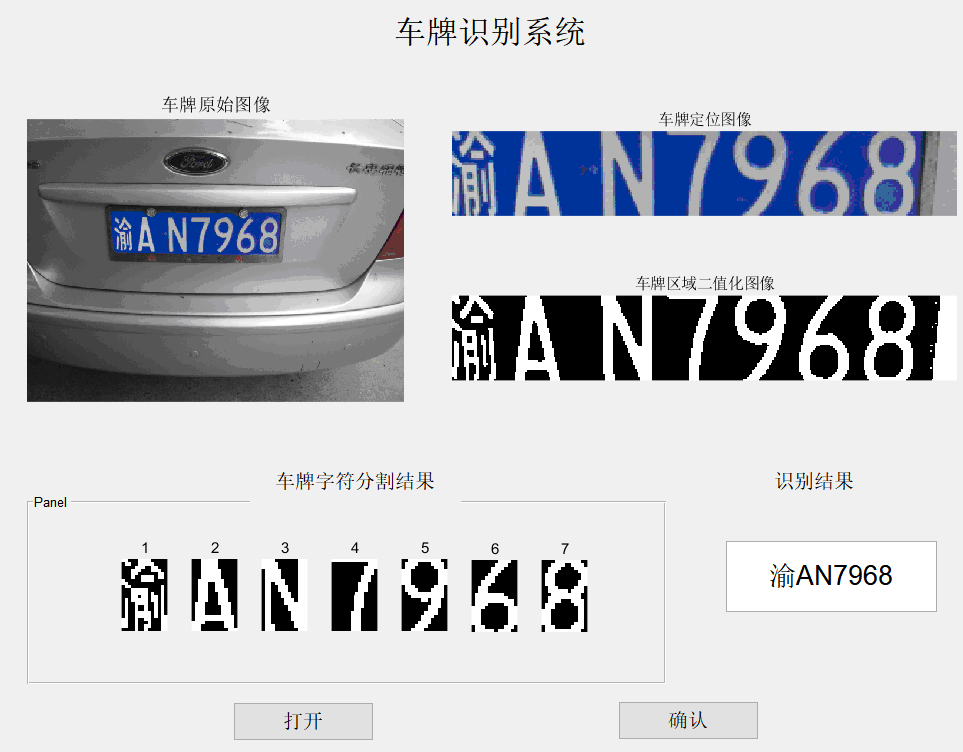 车牌识别系统
车牌原始图像
Ford
渝A N7968
车牌定位图像
渝A N7968
车牌区域二值化图像
渝A N7968
车牌字符分割结果
Panel
1 2 3 4 5 6 7
渝 A N 7 9 6 8
识别结果
渝AN7968
打开
确认